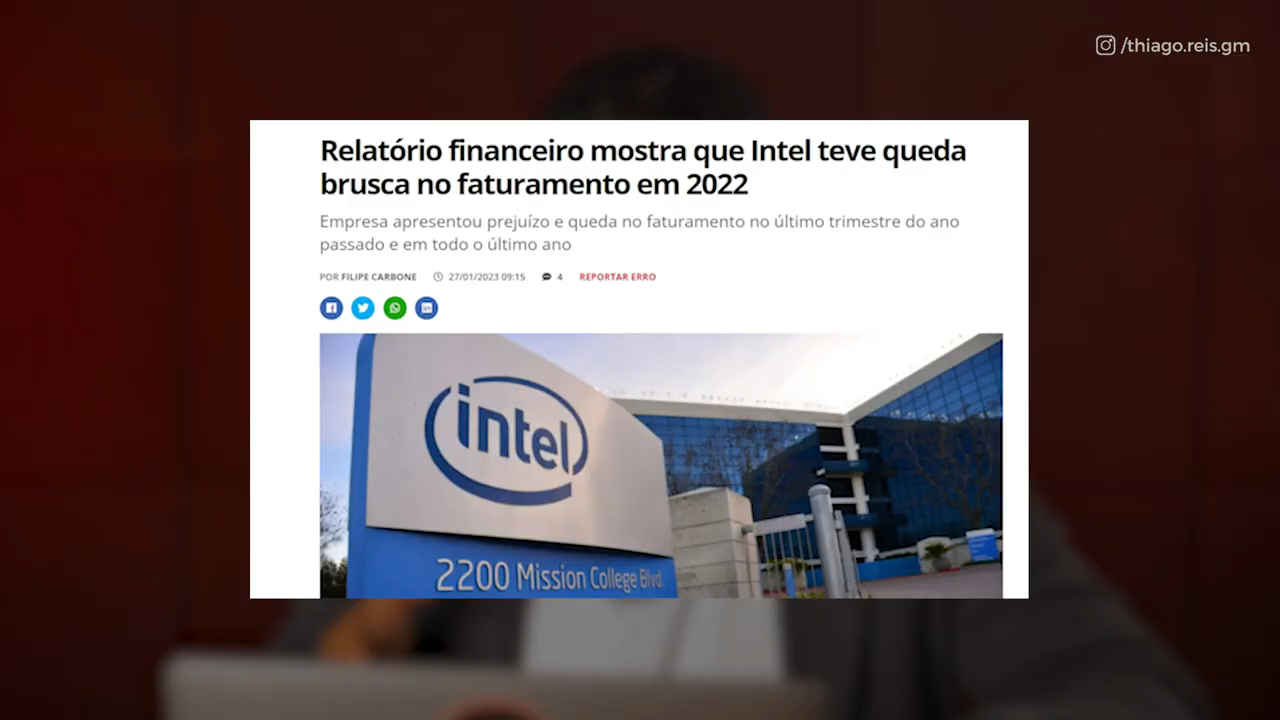 /thiago.reis.gm
Relatório financeiro mostra que Intel teve queda
brusca no faturamento em 2022
Empresa apresentou prejuízo e queda no faturamento no último trimestre do ano
passado e em todo o último ano
POR FILIPE CARBONE 27/01/2023 09:15 4 REPORTAR ERRO
intel
2200 Mission College Blvd.